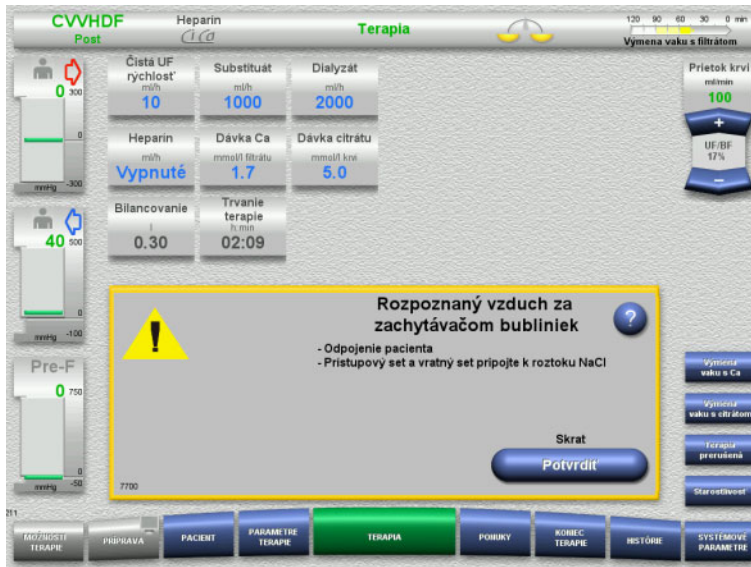 CVVHDF
Post
Heparin
Ci Ca
Terapia
120 90 60 30 0 min
Výmena vaku s filtrátom
0
300
0
mmHg
-300
Čistá UF
rýchlosť
ml/h
10
Substituát
ml/h
1000
Dialyzát
ml/h
2000
Prietok krvi
ml/min
100
+
UF/BF
17%
−
Heparin
ml/h
Vypnuté
Dávka Ca
mmol/l filtrátu
1.7
Dávka citrátu
mmol/l krvi
5.0
Bilancovanie
l
0.30
Trvanie
terapie
h:min
02:09
40
500
0
mmHg
-100
Pre-F
0
750
0
mmHg
-50
Rozpoznaný vzduch za
zachytávačom bubliniek
?
!
- Odpojenie pacienta
- Prístupový set a vratný set pripojte k roztoku NaCl
Skrat
Potvrdiť
7700
Výmena
vaku s Ca
Výmena
vaku s citrátom
Terapia
prerušená
Starostlivosť
211
MOŽNOSTI
TERAPIE
PRÍPRAVA
PACIENT
PARAMETRE
TERAPIE
TERAPIA
PONUKY
KONIEC
TERAPIE
HISTÓRIE
SYSTÉMOVÉ
PARAMETRE